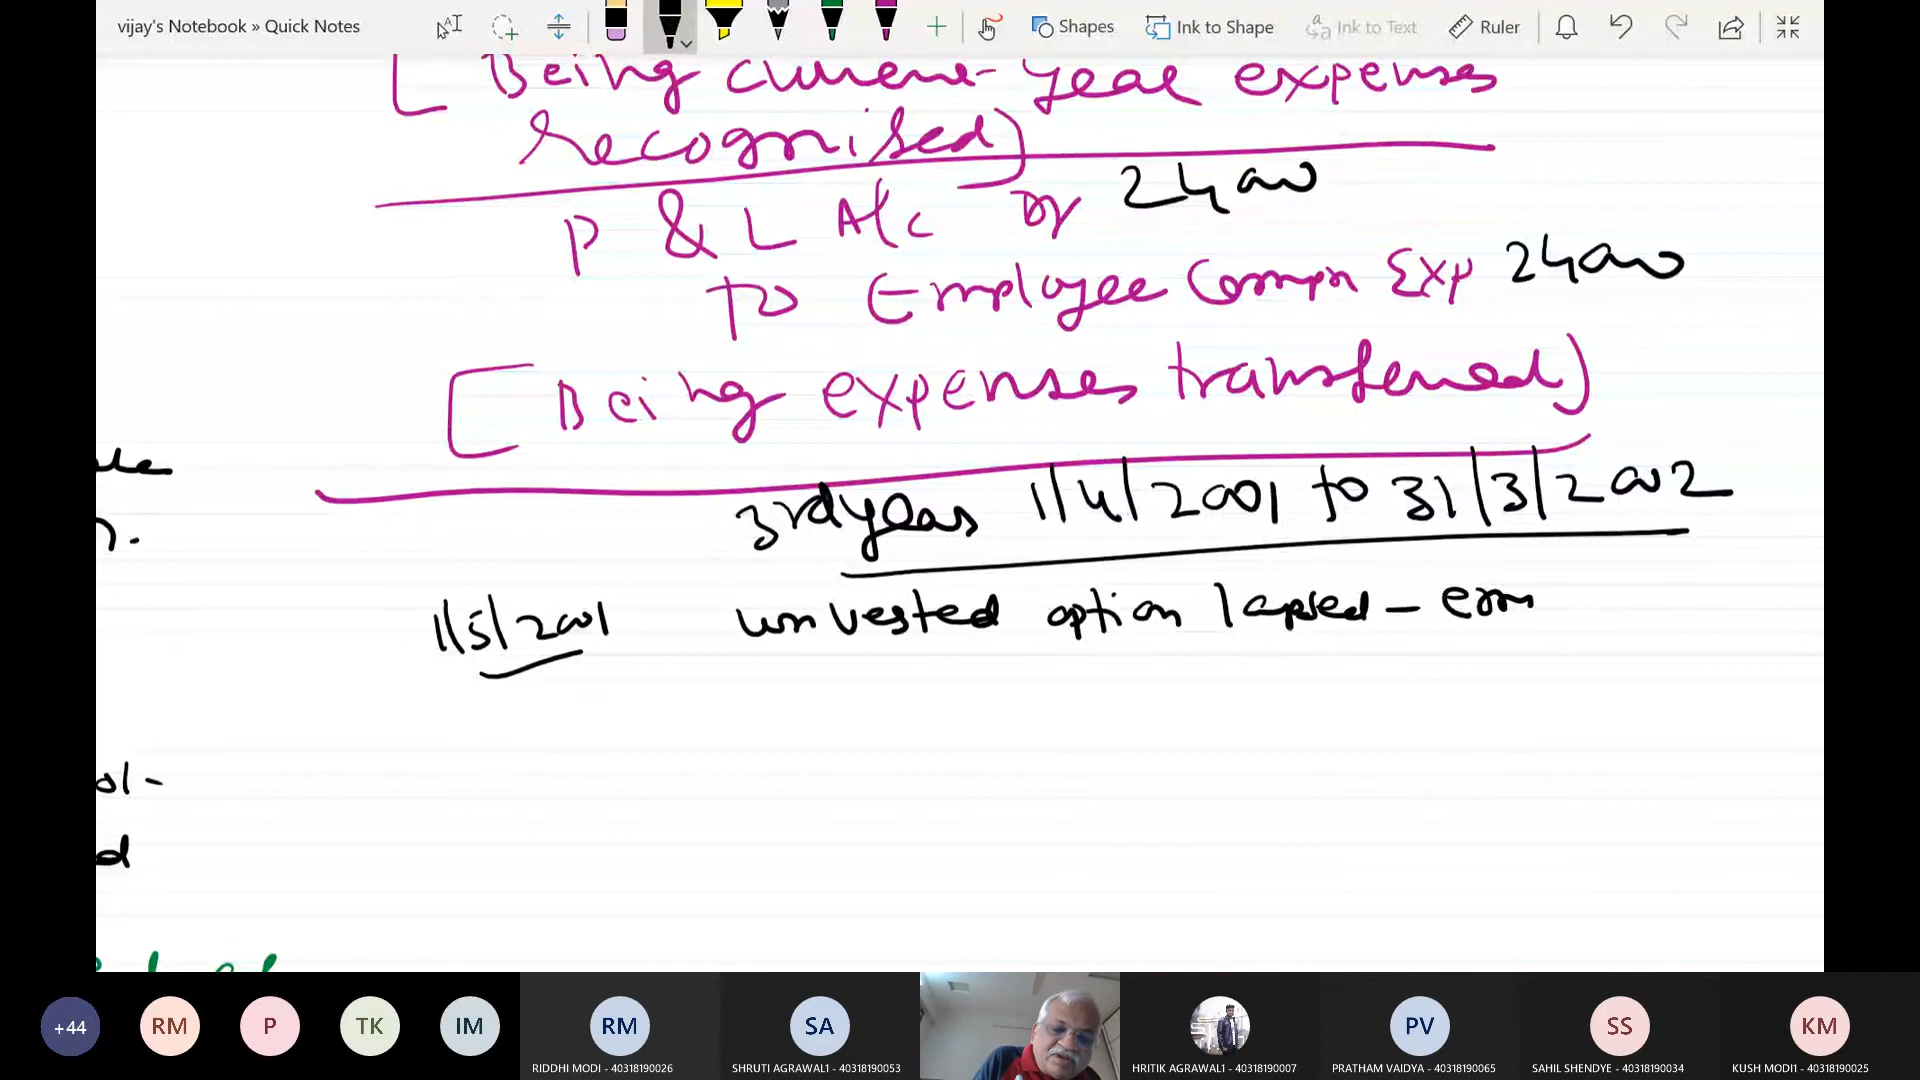 vijay's Notebook » Quick Notes
Shapes
Ink to Shape
Ink to Text
Ruler
[ Being current year expenses
recognised)
P & L A/c Dr 24000
To Employee Compn Exp 24000
[Being expenses transferred)
3rd year 1/4/2001 to 31/3/2002
1/5/2001 unvested option lapsed -
+44
RM
P
TK
IM
RM
RIDDHI MODI - 40318190026
SA
SHRUTI AGRAWAL1 - 40318190053
HRITIK AGRAWAL1 - 40318190007
PV
PRATHAM VAIDYA - 40318190065
SS
SAHIL SHENDYE - 40318190034
KM
KUSH MODI1 - 40318190025